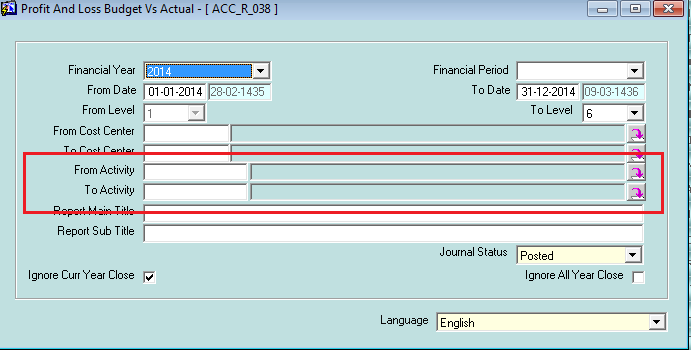 Profit And Loss Budget Vs Actual - [ ACC_R_038 ]
Financial Year 2014 Financial Period
From Date 01-01-2014 28-02-1435 To Date 31-12-2014 09-03-1436
From Level 1 To Level 6
From Cost Center
To Cost Center
From Activity
To Activity
Report Main Title
Report Sub Title
Journal Status Posted
Ignore Curr Year Close Ignore All Year Close
Language English